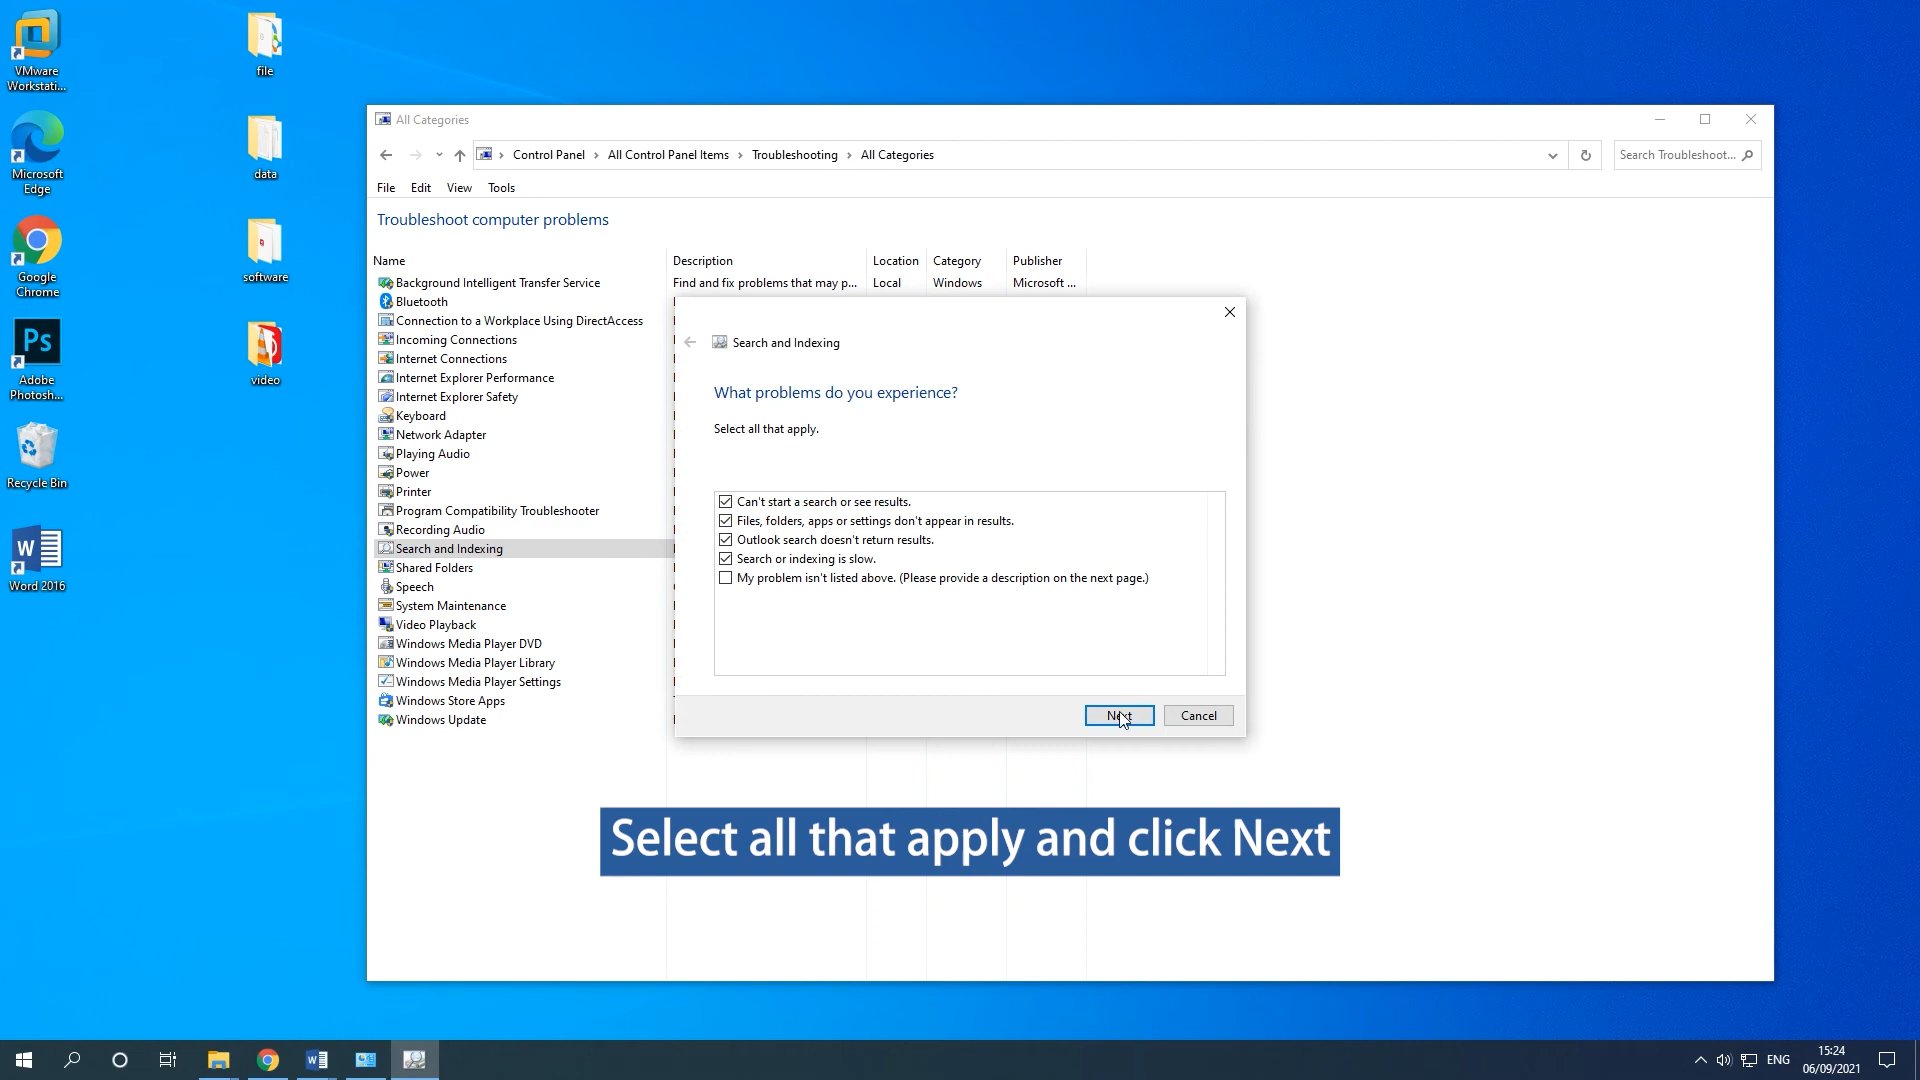 VMware
Workstati...
Microsoft
Edge
Google
Chrome
Ps
Adobe
Photosh...
Recycle Bin
W
Word 2016
file
data
software
video
All Categories
Control Panel
All Control Panel Items
Troubleshooting
All Categories
Search Troubleshoot...
File Edit View Tools
Troubleshoot computer problems
Name Description Location Category Publisher
Background Intelligent Transfer Service Find and fix problems that may p... Local Windows Microsoft ...
Bluetooth
Connection to a Workplace Using DirectAccess
Incoming Connections
Internet Connections
Internet Explorer Performance
Internet Explorer Safety
Keyboard
Network Adapter
Playing Audio
Power
Printer
Program Compatibility Troubleshooter
Recording Audio
Search and Indexing
Shared Folders
Speech
System Maintenance
Video Playback
Windows Media Player DVD
Windows Media Player Library
Windows Media Player Settings
Windows Store Apps
Windows Update
Search and Indexing
What problems do you experience?
Select all that apply.
Can't start a search or see results.
Files, folders, apps or settings don't appear in results.
Outlook search doesn't return results.
Search or indexing is slow.
My problem isn't listed above. (Please provide a description on the next page.)
Next Cancel
Select all that apply and click Next
ENG
15:24
06/09/2021